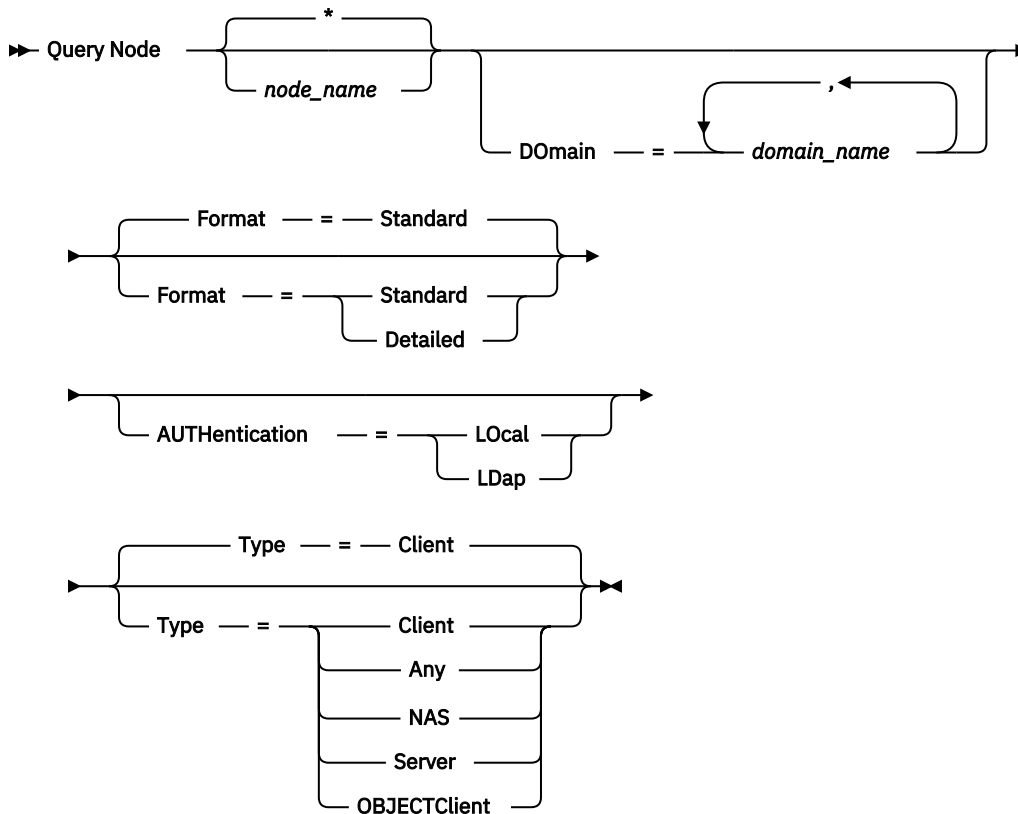 *
Query Node
node_name
,
DOmain = domain_name
Format = Standard
Format = Standard
Detailed
AUTHentication = LOcal
LDap
Type = Client
Type = Client
Any
NAS
Server
OBJECTClient